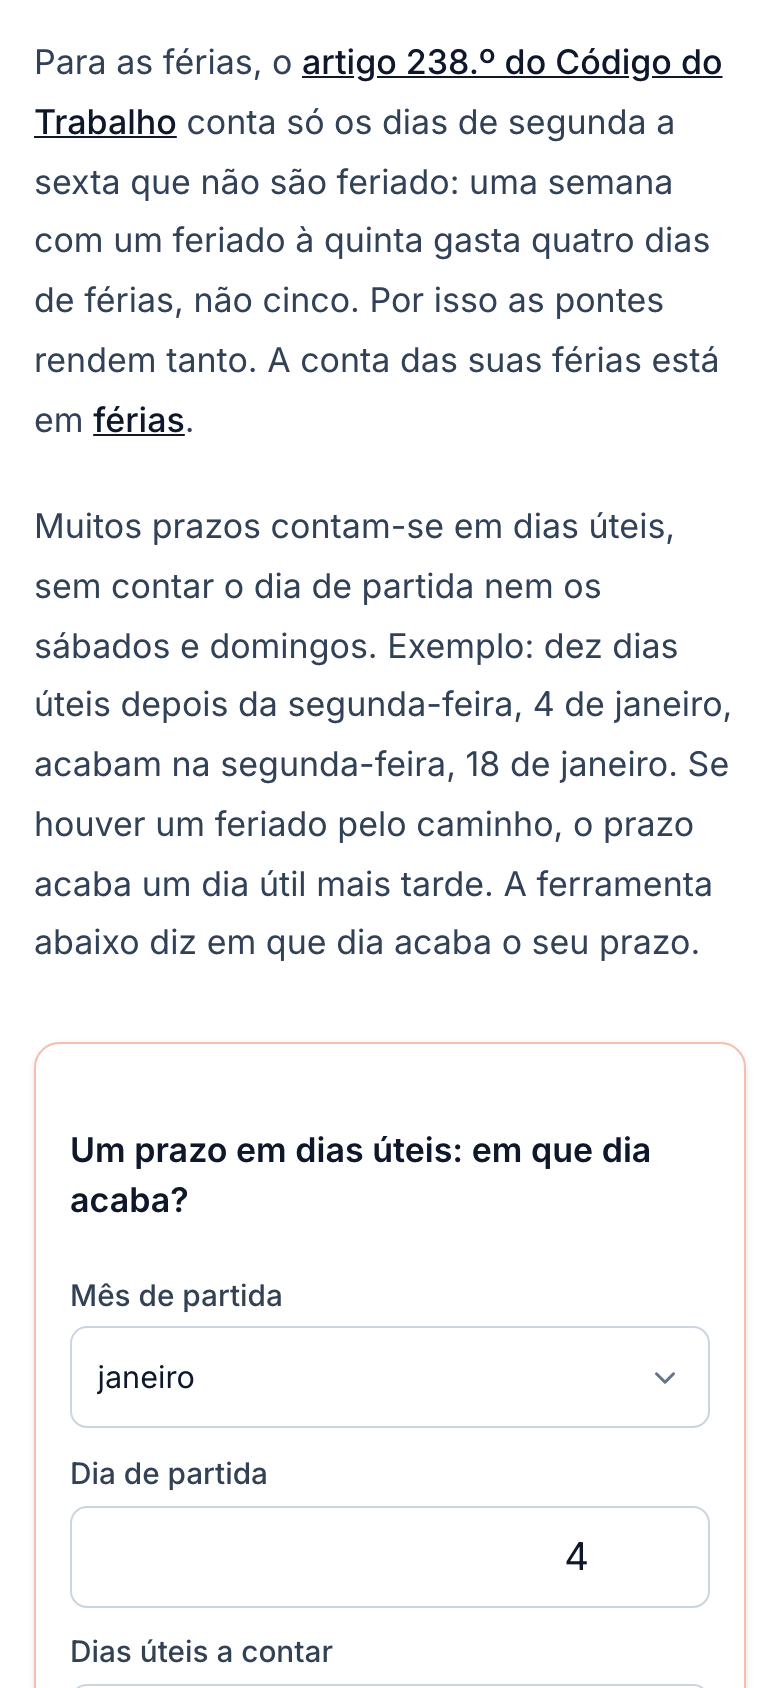 Para as férias, o artigo 238.º do Código do
Trabalho conta só os dias de segunda a
sexta que não são feriado: uma semana
com um feriado à quinta gasta quatro dias
de férias, não cinco. Por isso as pontes
rendem tanto. A conta das suas férias está
em férias.
Muitos prazos contam-se em dias úteis,
sem contar o dia de partida nem os
sábados e domingos. Exemplo: dez dias
úteis depois da segunda-feira, 4 de janeiro,
acabam na segunda-feira, 18 de janeiro. Se
houver um feriado pelo caminho, o prazo
acaba um dia útil mais tarde. A ferramenta
abaixo diz em que dia acaba o seu prazo.
Um prazo em dias úteis: em que dia
acaba?
Mês de partida
janeiro
Dia de partida
4
Dias úteis a contar